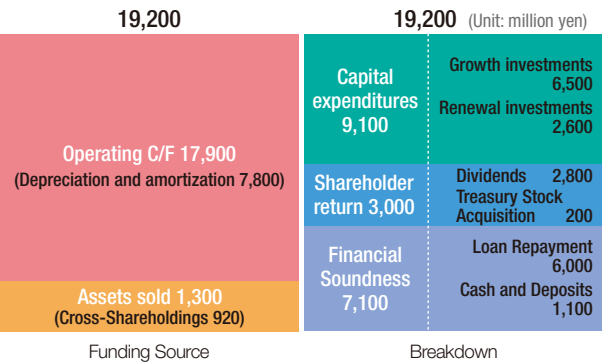 19,200
19,200 (Unit: million yen)
Operating C/F 17,900
(Depreciation and amortization 7,800)
Assets sold 1,300
(Cross-Shareholdings 920)
Capital
expenditures
9,100
Growth investments
6,500
Renewal investments
2,600
Shareholder
return 3,000
Dividends 2,800
Treasury Stock
Acquisition 200
Financial
Soundness
7,100
Loan Repayment
6,000
Cash and Deposits
1,100
Funding Source
Breakdown